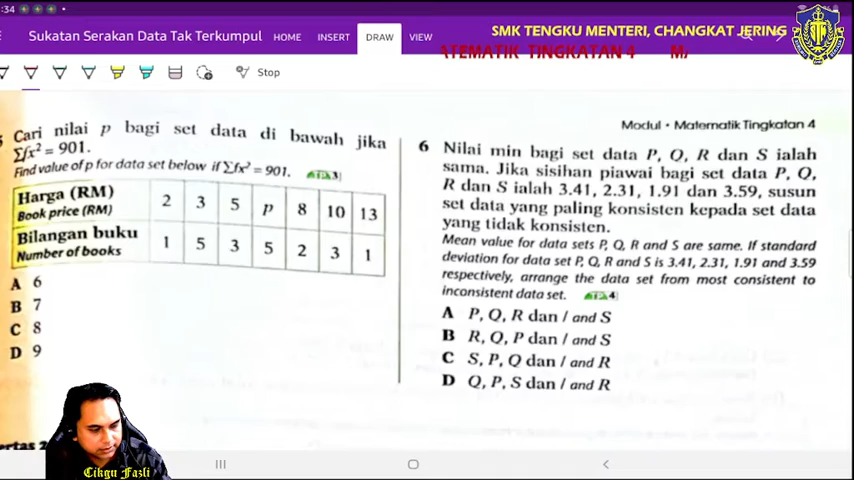 :34
SMK TENGKU MENTERI, CHANGKAT JERING
Sukatan Serakan Data Tak Terkumpul
HOME
INSERT
DRAW
VIEW
ATEMATIK TINGKATAN 4
Stop
Cari nilai p bagi set data di bawah jika
Σfx² = 901.
Find value of p for data set below if Σfx² = 901.
Harga (RM)
Book price (RM)
2 3 5 p 8 10 13
Bilangan buku
Number of books
1 5 3 5 2 3 1
A 6
B 7
C 8
D 9
Modul • Matematik Tingkatan 4
6 Nilai min bagi set data P, Q, R dan S ialah
sama. Jika sisihan piawai bagi set data P, Q,
R dan S ialah 3.41, 2.31, 1.91 dan 3.59, susun
set data yang paling konsisten kepada set data
yang tidak konsisten.
Mean value for data sets P, Q, R and S are same. If standard
deviation for data set P, Q, R and S is 3.41, 2.31, 1.91 and 3.59
respectively, arrange the data set from most consistent to
inconsistent data set.
A P, Q, R dan / and S
B R, Q, P dan / and S
C S, P, Q dan / and R
D Q, P, S dan / and R
Cikgu Fazli